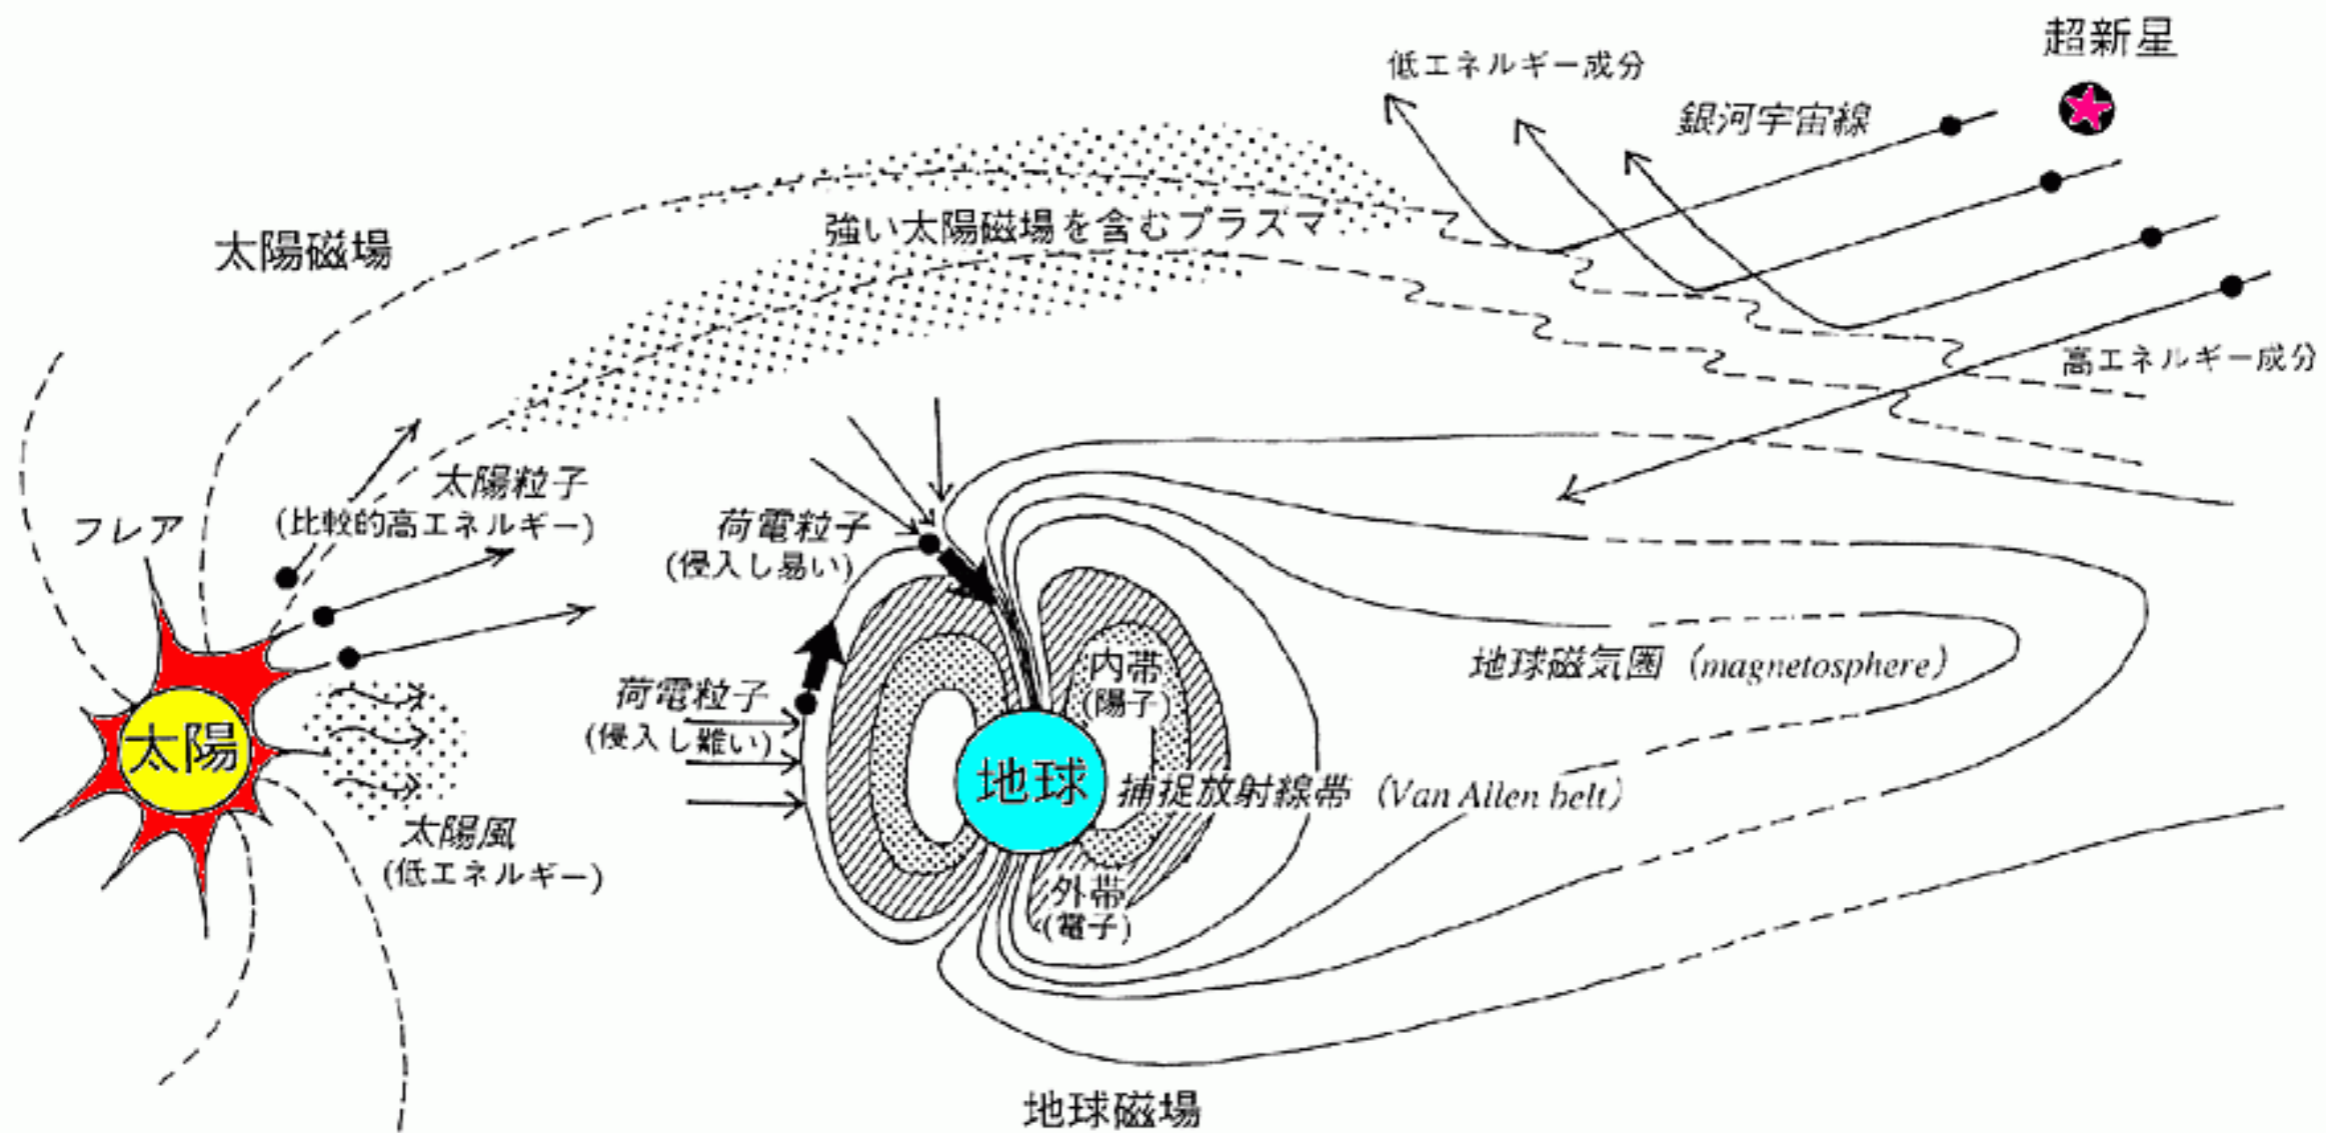 超新星
低エネルギー成分
銀河宇宙線
強い太陽磁場を含むプラズマ
太陽磁場
高エネルギー成分
太陽粒子
(比較的高エネルギー)
フレア
荷電粒子
(侵入し易い)
地球磁気圏 (magnetosphere)
内帯
(陽子)
荷電粒子
(侵入し難い)
太陽
地球
捕捉放射線帯 (Van Allen belt)
太陽風
(低エネルギー)
外帯
(電子)
地球磁場